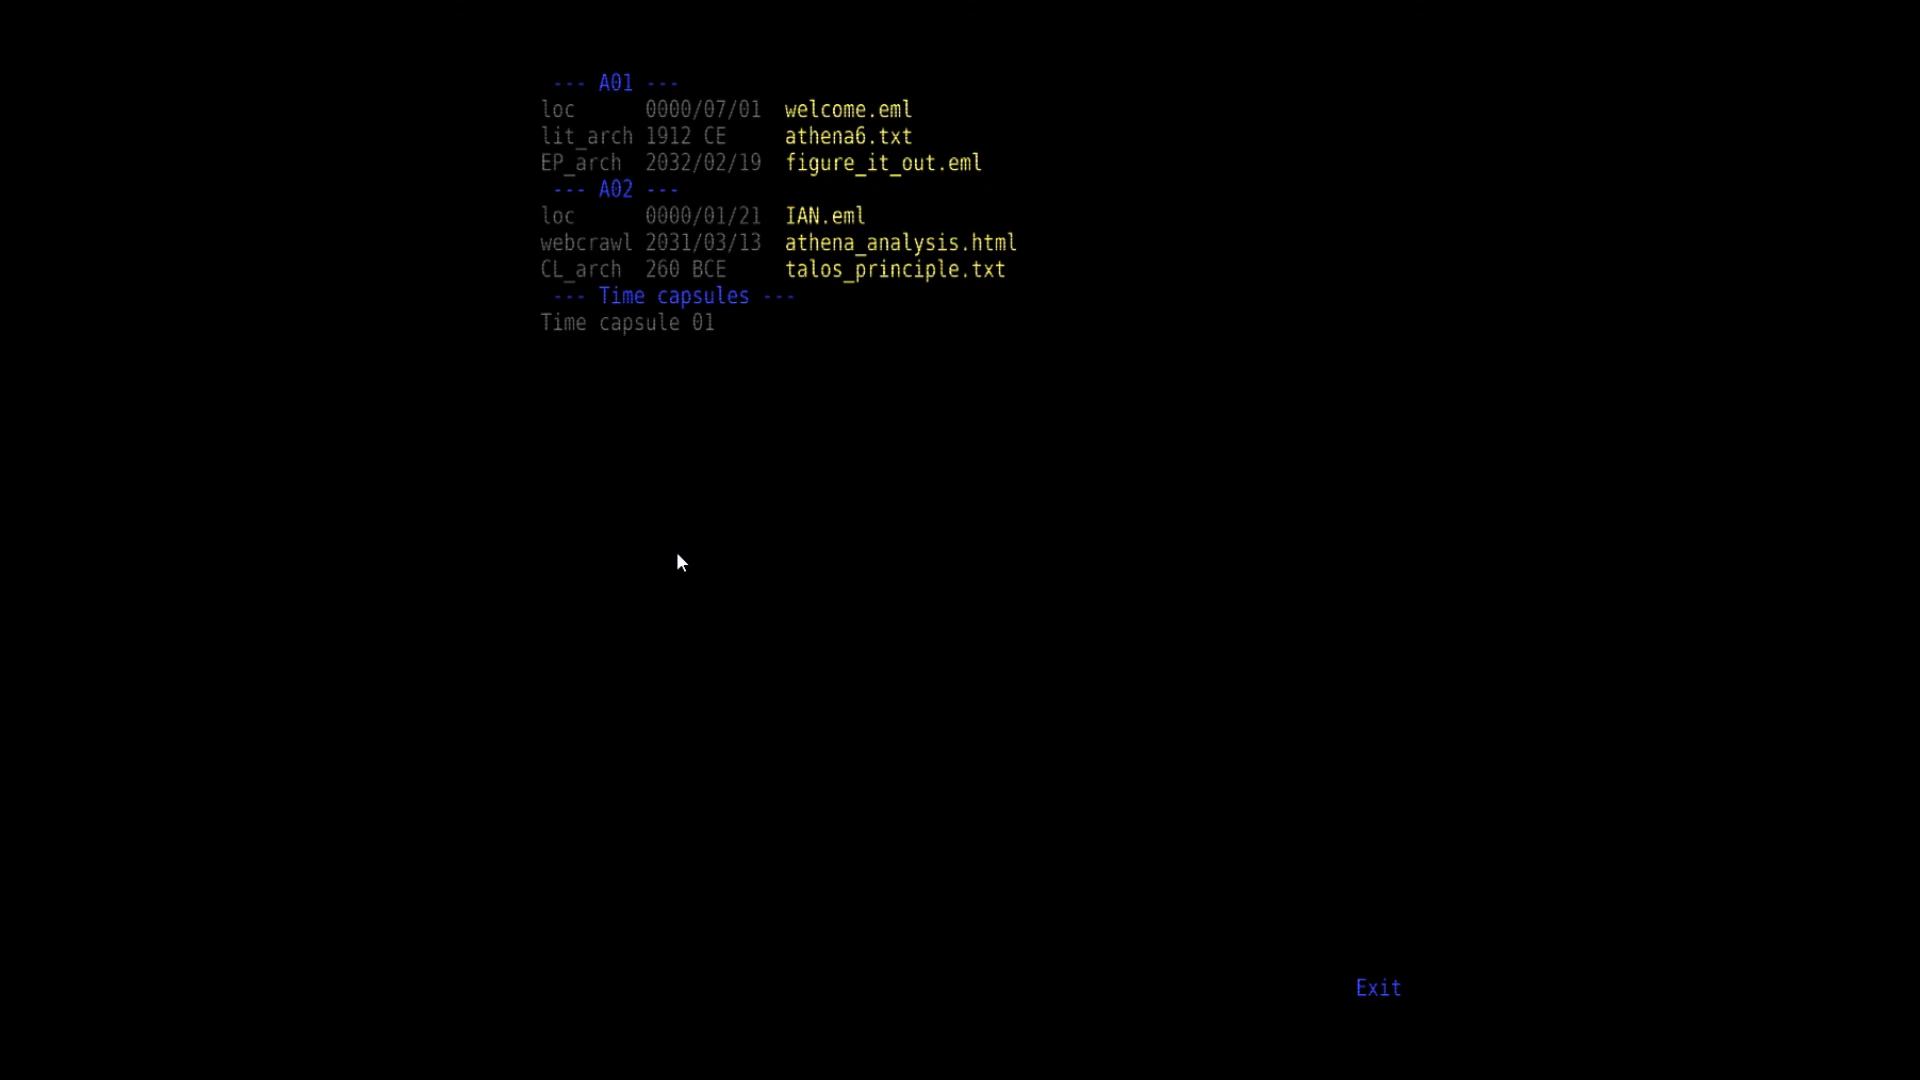 --- A01 ---
loc      0000/07/01  welcome.eml
lit_arch 1912 CE     athena6.txt
EP_arch  2032/02/19  figure_it_out.eml
--- A02 ---
loc      0000/01/21  IAN.eml
webcrawl 2031/03/13  athena_analysis.html
CL_arch  260 BCE     talos_principle.txt
--- Time capsules ---
Time capsule 01
Exit